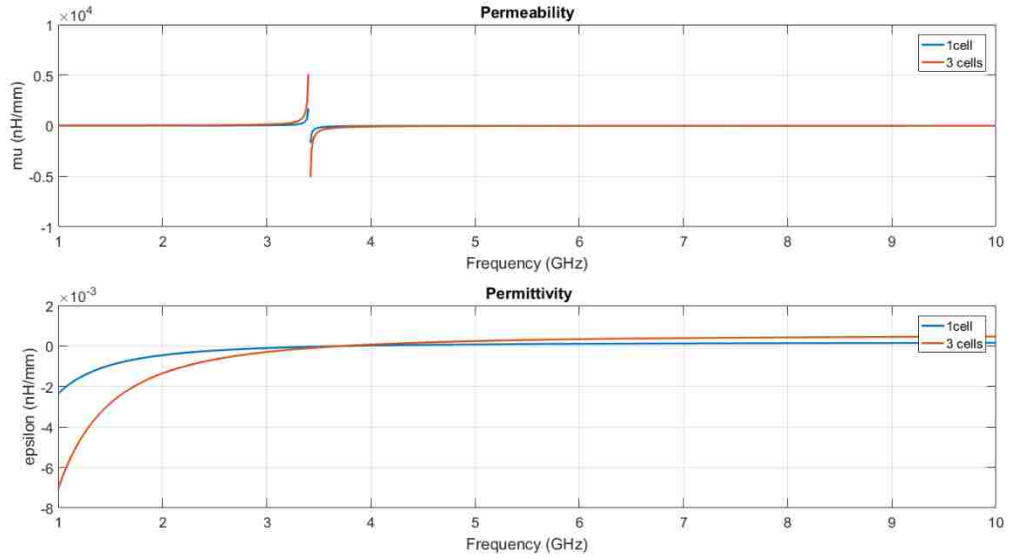 ×10⁴
Permeability
1
0.5
0
-0.5
-1
mu (nH/mm)
1cell
3 cells
1 2 3 4 5 6 7 8 9 10
Frequency (GHz)
×10⁻³
Permittivity
2
0
-2
-4
-6
-8
epsilon (nH/mm)
1cell
3 cells
1 2 3 4 5 6 7 8 9 10
Frequency (GHz)